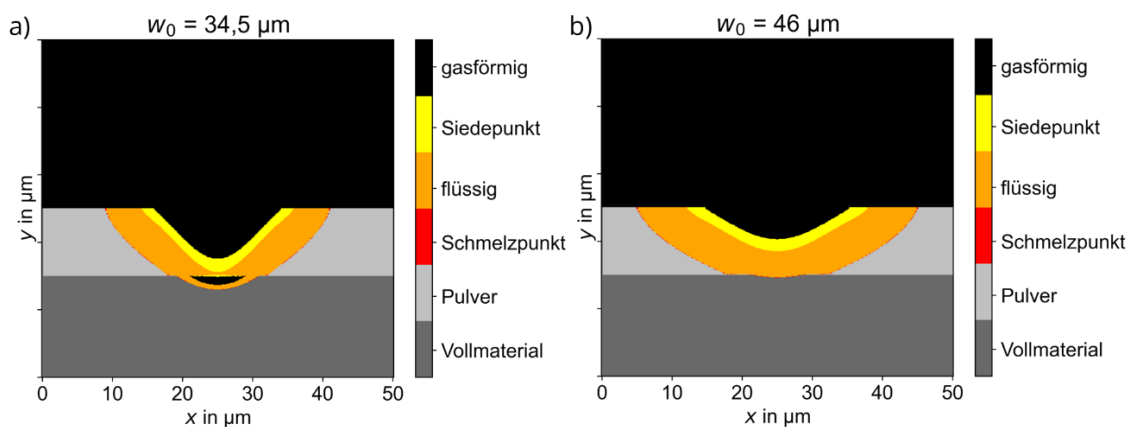 a)
w₀ = 34,5 µm
y in µm
0
10
20
30
40
50
x in µm
gasförmig
Siedepunkt
flüssig
Schmelzpunkt
Pulver
Vollmaterial
b)
w₀ = 46 µm
y in µm
0
10
20
30
40
50
x in µm
gasförmig
Siedepunkt
flüssig
Schmelzpunkt
Pulver
Vollmaterial